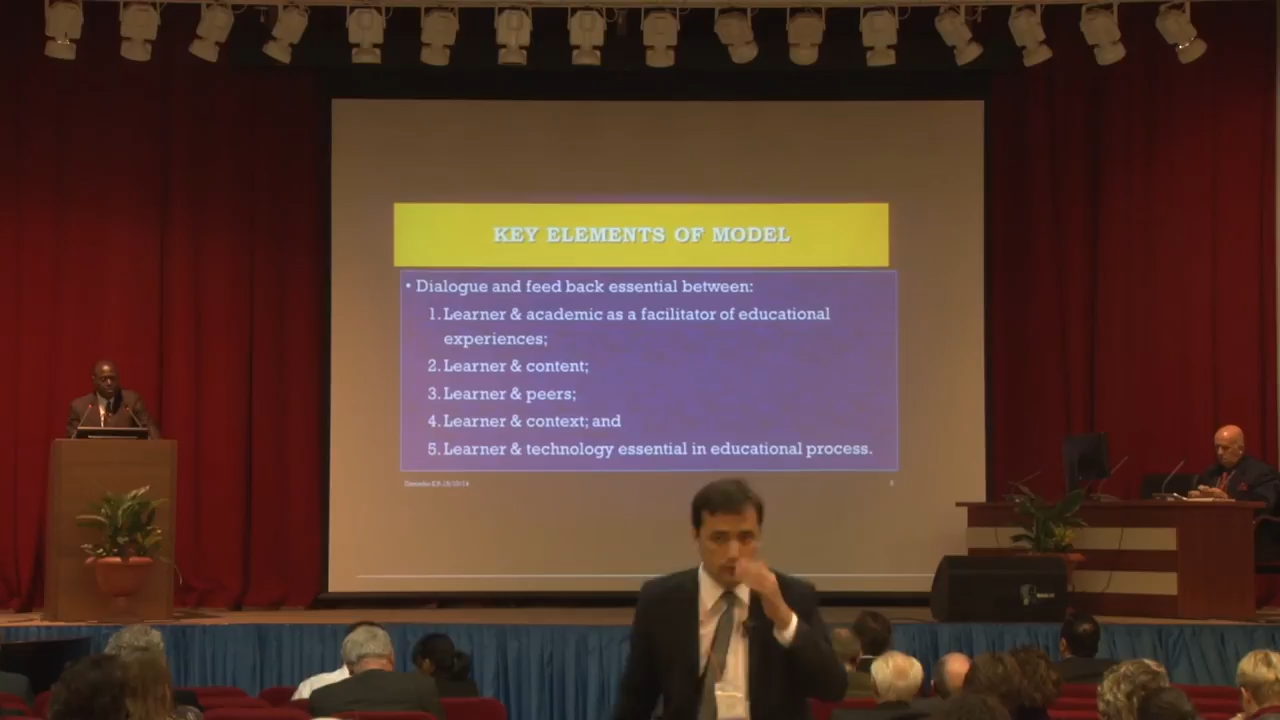 KEY ELEMENTS OF MODEL
• Dialogue and feed back essential between:
1. Learner & academic as a facilitator of educational
experiences;
2. Learner & content;
3. Learner & peers;
4. Learner & context; and
5. Learner & technology essential in educational process.